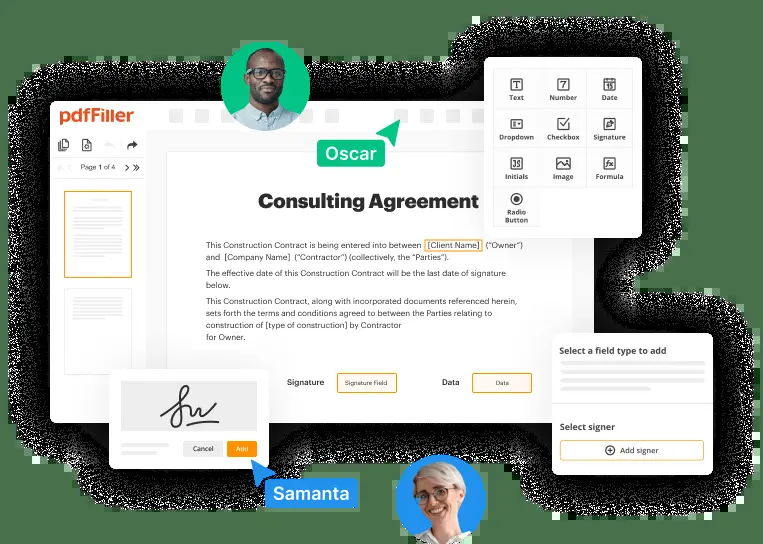 pdfFiller
Page 1 of 4
Oscar
Text
Number
7
Date
15
Dropdown
Checkbox
Signature
JS
Initials
Image
fx
Formula
Radio
Button
Consulting Agreement
This Construction Contract is being entered into between [Client Name] (“Owner”)
and [Company Name] (“Contractor”) (collectively, the “Parties”).
The effective date of this Construction Contract will be the last date of signature
below.
This Construction Contract, along with incorporated documents referenced herein,
sets forth the terms and conditions agreed to between the Parties relating to
construction of [type of construction] by Contractor
for Owner.
Signature
Signature Field
Data
Data
Cancel
Add
Samanta
Select a field type to add
Select signer
Add signer